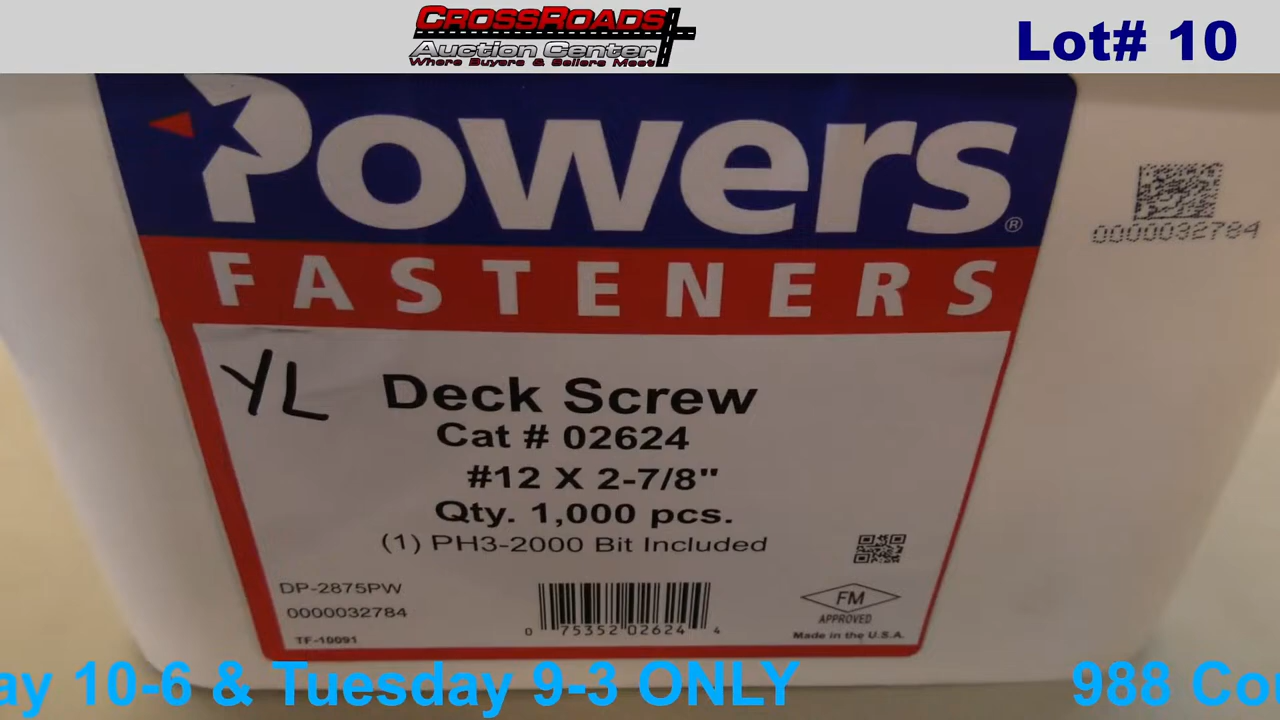 CrossRoads
Auction Center
Where Buyers & Sellers Meet
Lot# 10
Powers®
FASTENERS
0000032784
YL
Deck Screw
Cat # 02624
#12 X 2-7/8"
Qty. 1,000 pcs.
(1) PH3-2000 Bit Included
DP-2875PW
0000032784
TF-10091
0 75352 02624 4
FM
APPROVED
Made in the U.S.A.
10-6 & Tuesday 9-3 ONLY
988